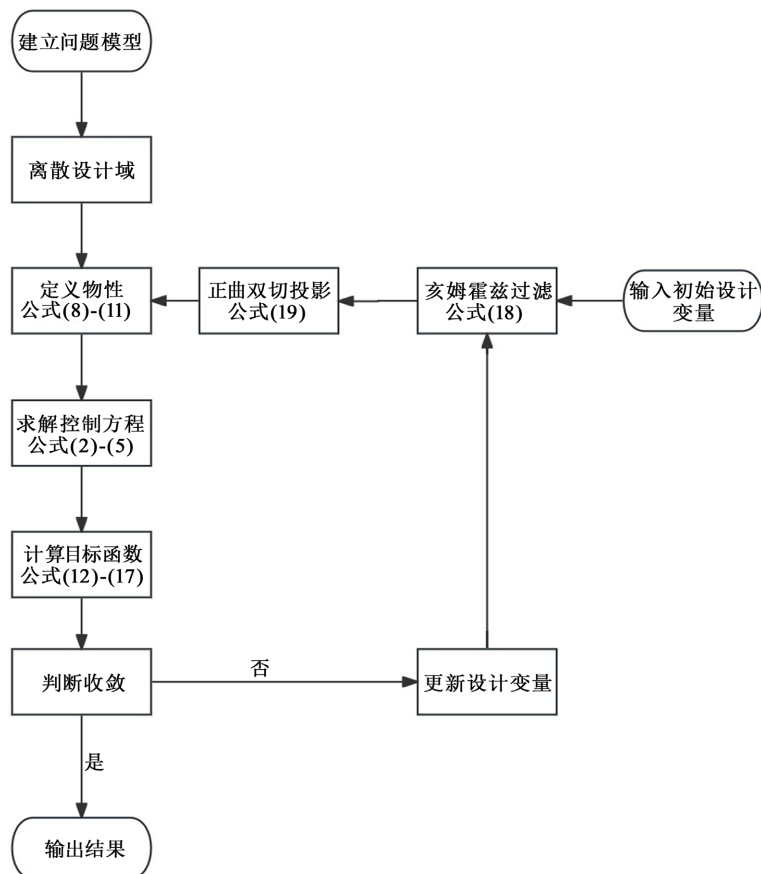 建立问题模型
离散设计域
定义物性
公式(8)-(11)
正曲双切投影
公式(19)
亥姆霍兹过滤
公式(18)
输入初始设计
变量
求解控制方程
公式(2)-(5)
计算目标函数
公式(12)-(17)
判断收敛
否
更新设计变量
是
输出结果